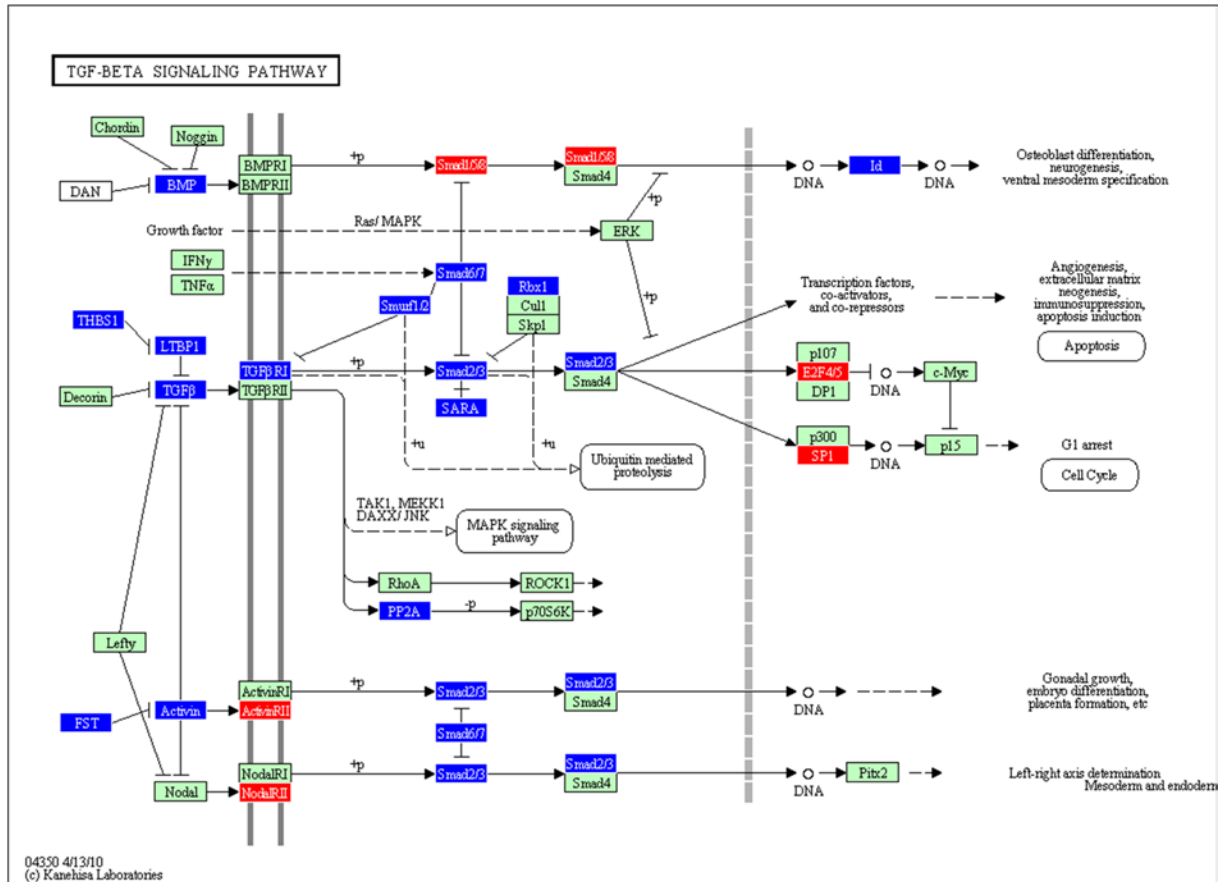 TGF-BETA SIGNALING PATHWAY
Chordin
Noggin
DAN
BMP
BMPRI
BMPRII
+p
Smad1/5/8
Smad1/5/8
Smad4
DNA
Id
DNA
Osteoblast differentiation,
neurogenesis,
ventral mesoderm specification
Growth factor
Ras/ MAPK
ERK
+p
+p
IFNγ
TNFα
Smad6/7
Smurf1/2
Rbx1
Cul1
Skp1
Transcription factors,
co-activators,
and co-repressors
Angiogenesis,
extracellular matrix
neogenesis,
immunosuppression,
apoptosis induction
Apoptosis
THBS1
LTBP1
Decorin
TGFβ
TGFβ RI
TGFβRII
+p
Smad2/3
SARA
Smad2/3
Smad4
p107
E2F4/5
DP1
DNA
c-Myc
p300
SP1
DNA
p15
G1 arrest
Cell Cycle
+u
+u
Ubiquitin mediated
proteolysis
TAK1, MEKK1
DAXX/ JNK
MAPK signaling
pathway
RhoA
ROCK1
PP2A
-p
p70S6K
Lefty
FST
Activin
ActivinRI
ActivinRII
+p
Smad2/3
Smad2/3
Smad4
DNA
Gonadal growth,
embryo differentiation,
placenta formation, etc
Smad6/7
Nodal
NodalRI
NodalRII
+p
Smad2/3
Smad2/3
Smad4
DNA
Pitx2
Left-right axis determination
Mesoderm and endoderm
04350 4/13/10
(c) Kanehisa Laboratories